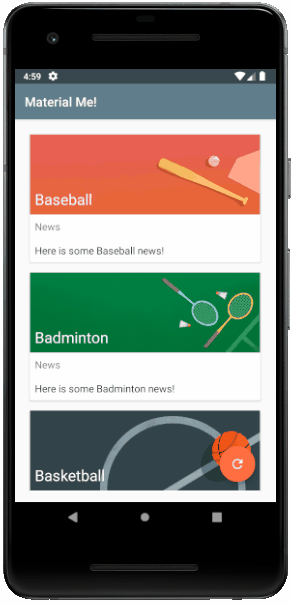 4:59
Material Me!
Baseball
News
Here is some Baseball news!
Badminton
News
Here is some Badminton news!
Basketball